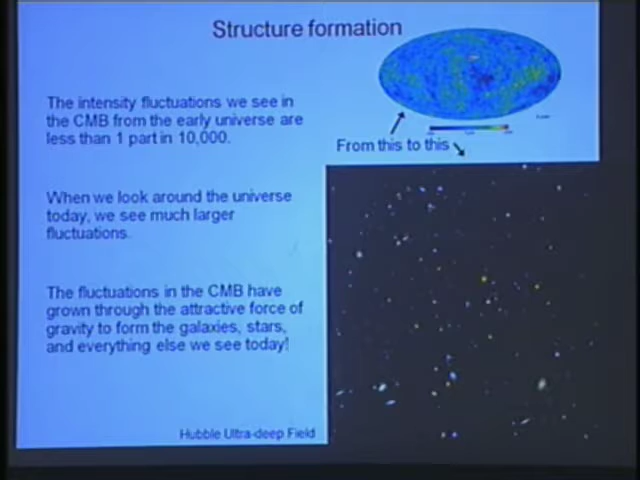 Structure formation
The intensity fluctuations we see in
the CMB from the early universe are
less than 1 part in 10,000.
From this to this
When we look around the universe
today, we see much larger
fluctuations.
The fluctuations in the CMB have
grown through the attractive force of
gravity to form the galaxies, stars,
and everything else we see today!
Hubble Ultra-deep Field